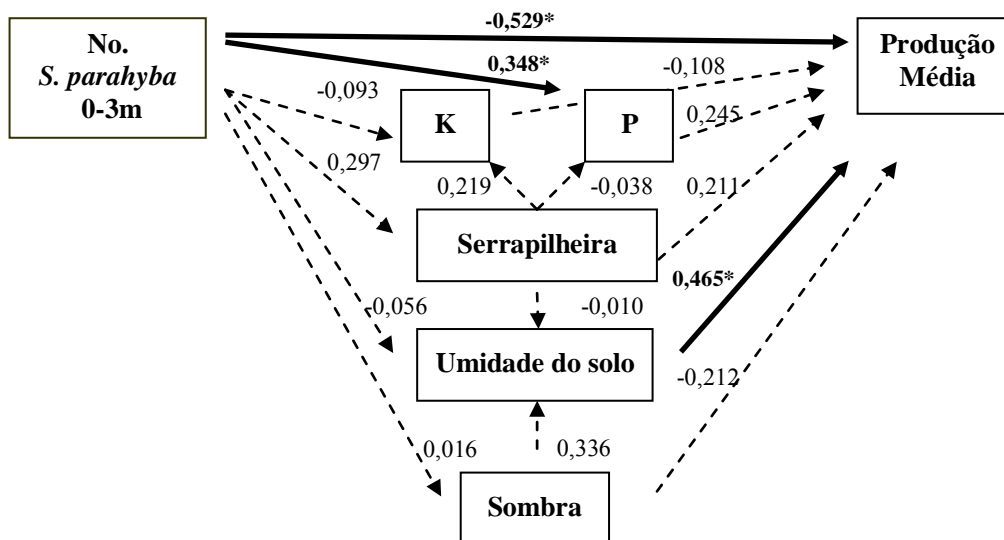 No.
S. parahyba
0-3m
-0,529*
Produção
Média
0,348*
-0,108
-0,093
K
P
0,245
0,297
0,219
-0,038
0,211
Serrapilheira
0,465*
-0,056
-0,010
Umidade do solo
-0,212
0,016
0,336
Sombra